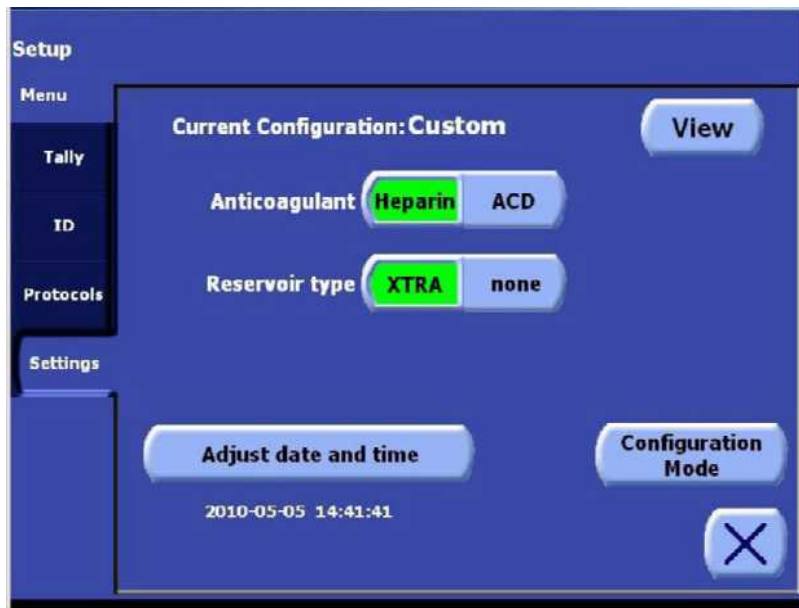 Setup
Menu
Current Configuration: Custom
View
Tally
Anticoagulant Heparin ACD
ID
Reservoir type XTRA none
Protocols
Settings
Adjust date and time
Configuration
Mode
2010-05-05 14:41:41